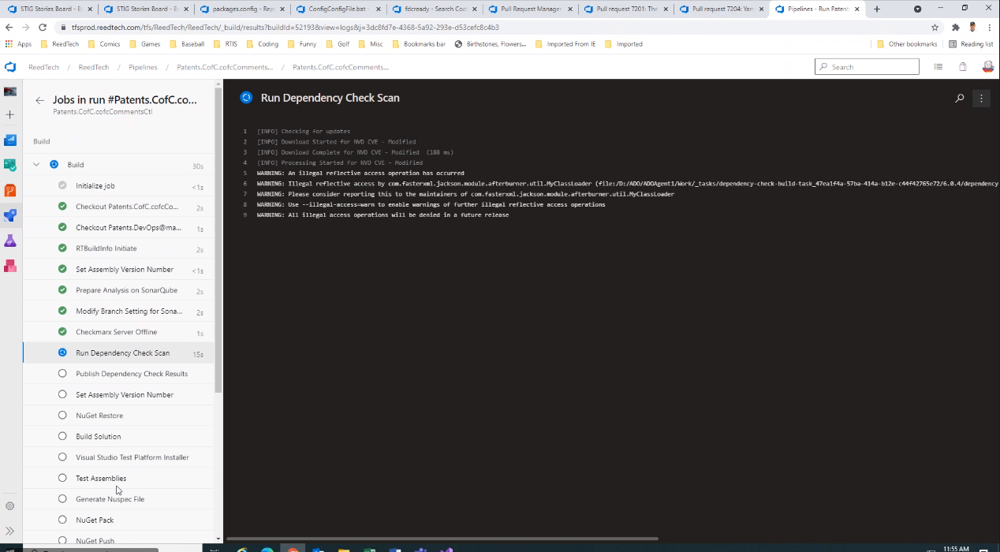 STIG Stories Board - B
STIG Stories Board - B
packages.config - Rep
ConfigConfigFile.bat -
fdcready - Search Cod
Pull Request Manager
Pull request 7201: The
Pull request 7204: Yam
Pipelines - Run Patent
tfsprod.reedtech.com/tfs/ReedTech/ReedTech/_build/results?buildId=52193&view=logs&j=3dc8fd7e-4368-5a92-293e-d53cefc8c4b3
Apps
ReedTech
Comics
Games
Baseball
RTIS
Coding
Funny
Golf
Misc
Bookmarks bar
Birthstones, Flowers...
Imported From IE
Imported
Other bookmarks
Reading list
ReedTech / ReedTech / Pipelines / Patents.CofC.cofcComments... / Patents.CofC.cofcComments...
Search
Jobs in run #Patents.CofC.co...
Patents.CofC.cofcCommentsCtl
Build
Build 30s
Initialize job <1s
Checkout Patents.CofC.cofcCo... 2s
Checkout Patents.DevOps@ma... 1s
RTBuildInfo Initiate 2s
Set Assembly Version Number <1s
Prepare Analysis on SonarQube 2s
Modify Branch Setting for Sona... 2s
Checkmarx Server Offline 1s
Run Dependency Check Scan 15s
Publish Dependency Check Results
Set Assembly Version Number
NuGet Restore
Build Solution
Visual Studio Test Platform Installer
Test Assemblies
Generate Nuspec File
NuGet Pack
NuGet Push
Run Dependency Check Scan
1 [INFO] Checking for updates
2 [INFO] Download Started for NVD CVE - Modified
3 [INFO] Download Complete for NVD CVE - Modified (188 ms)
4 [INFO] Processing Started for NVD CVE - Modified
5 WARNING: An illegal reflective access operation has occurred
6 WARNING: Illegal reflective access by com.fasterxml.jackson.module.afterburner.util.MyClassLoader (file:/D:/ADO/ADOAgent1/Work/_tasks/dependency-check-build-task_47ea1f4a-57ba-414a-b12e-c44f42765e72/6.0.4/dependency
7 WARNING: Please consider reporting this to the maintainers of com.fasterxml.jackson.module.afterburner.util.MyClassLoader
8 WARNING: Use --illegal-access=warn to enable warnings of further illegal reflective access operations
9 WARNING: All illegal access operations will be denied in a future release
11:55 AM